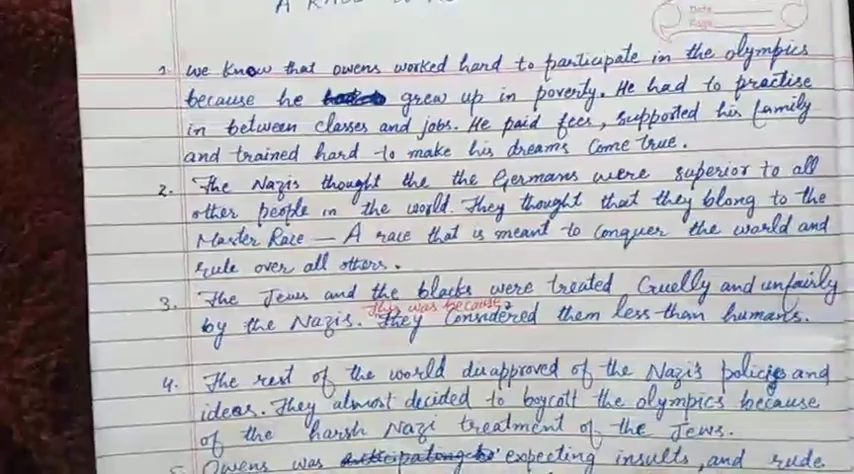 A RACE
Date
Page
1. we know that owens worked hard to participate in the olympics
because he grew up in poverty. He had to practise
in between classes and jobs. He paid fees, supported his family
and trained hard to make his dreams come true.
2. The Nazis thought the the Germans were superior to all
other people in the world. They thought that they blong to the
Master Race — A race that is meant to conquer the world and
rule over all others.
3. The Jews and the blacks were treated Cruelly and unfairly
This was because
by the Nazis. They Considered them less than humans.
4. The rest of the world disapproved of the Nazis policies and
ideas. They almost decided to boycott the olympics because
of the harsh Nazi treatment of the Jews.
5. Owens was expecting insults, and rude